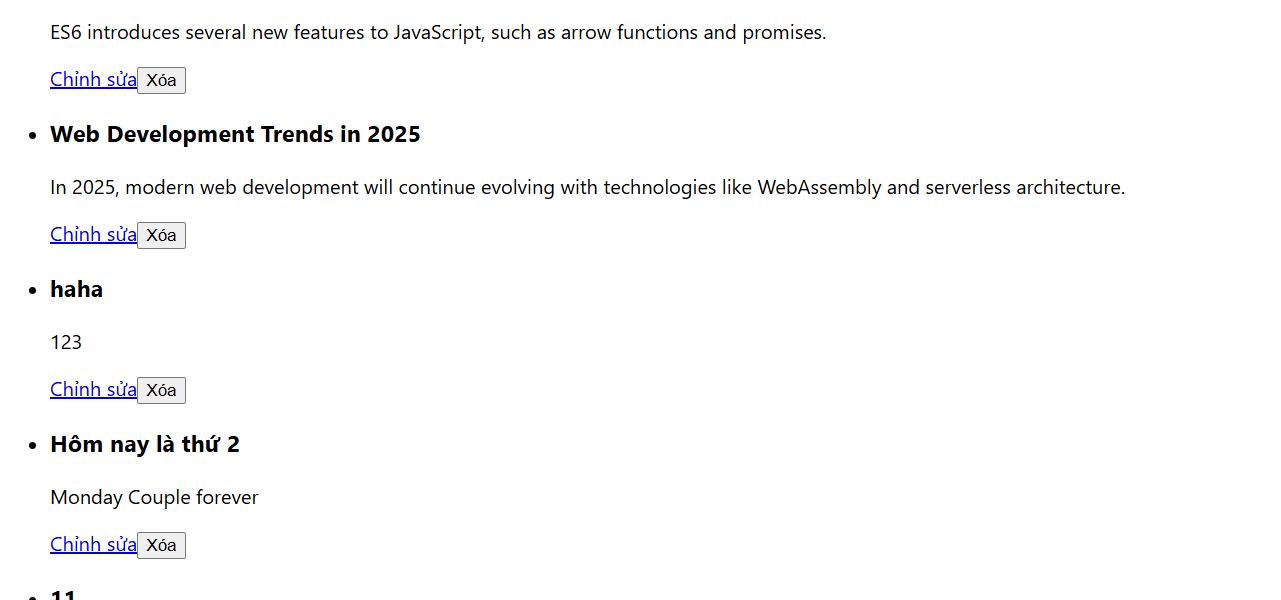 ES6 introduces several new features to JavaScript, such as arrow functions and promises.
Chỉnh sửa Xóa
Web Development Trends in 2025
In 2025, modern web development will continue evolving with technologies like WebAssembly and serverless architecture.
Chỉnh sửa Xóa
haha
123
Chỉnh sửa Xóa
Hôm nay là thứ 2
Monday Couple forever
Chỉnh sửa Xóa
11